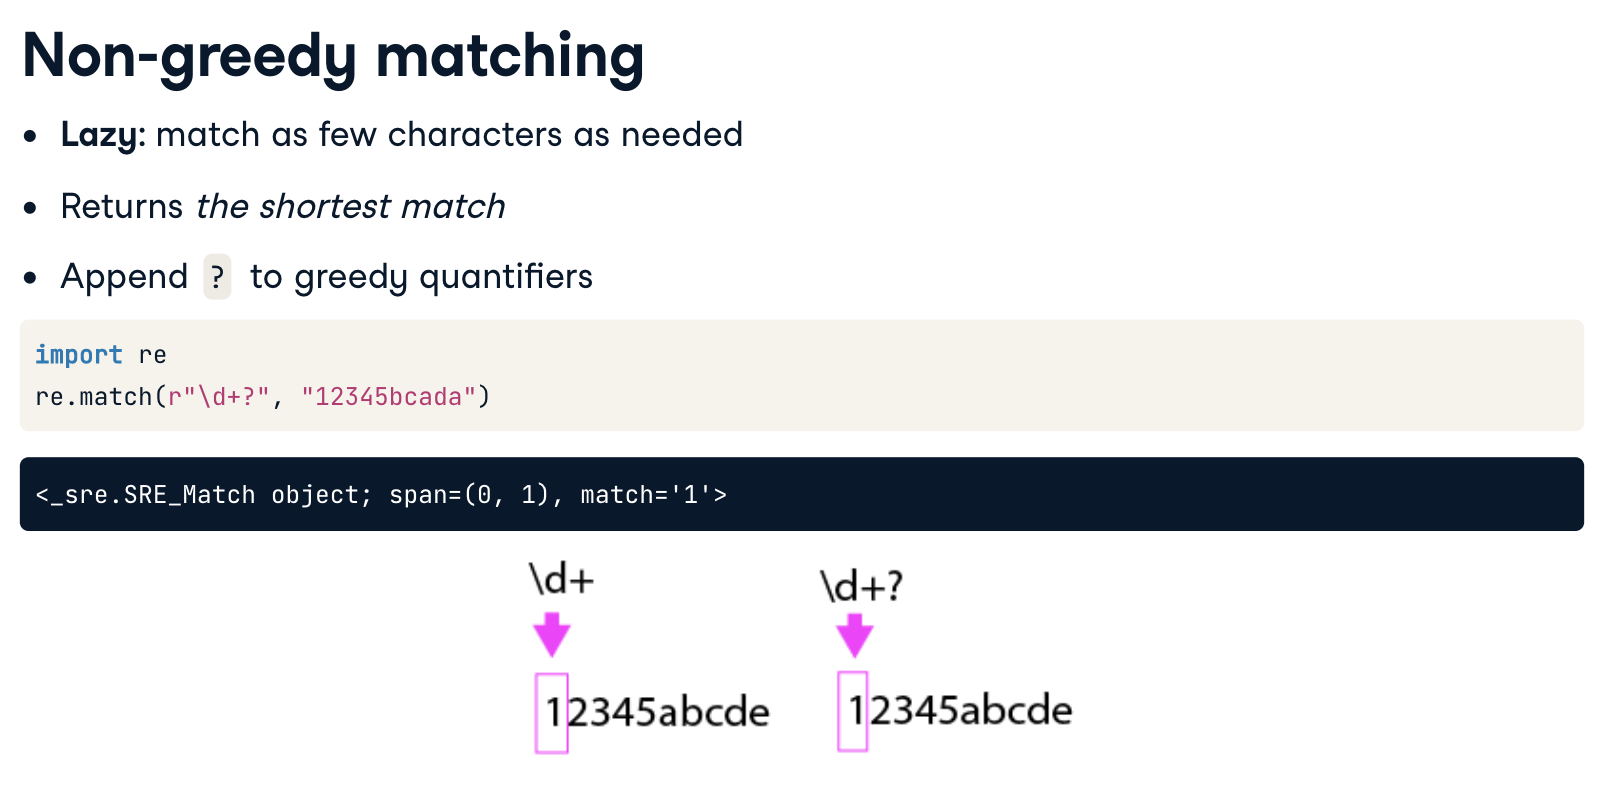 Non-greedy matching
• Lazy: match as few characters as needed
• Returns the shortest match
• Append ? to greedy quantifiers
import re
re.match(r"\d+?", "12345bcada")
<_sre.SRE_Match object; span=(0, 1), match='1'>
\d+ \d+?
12345abcde 12345abcde